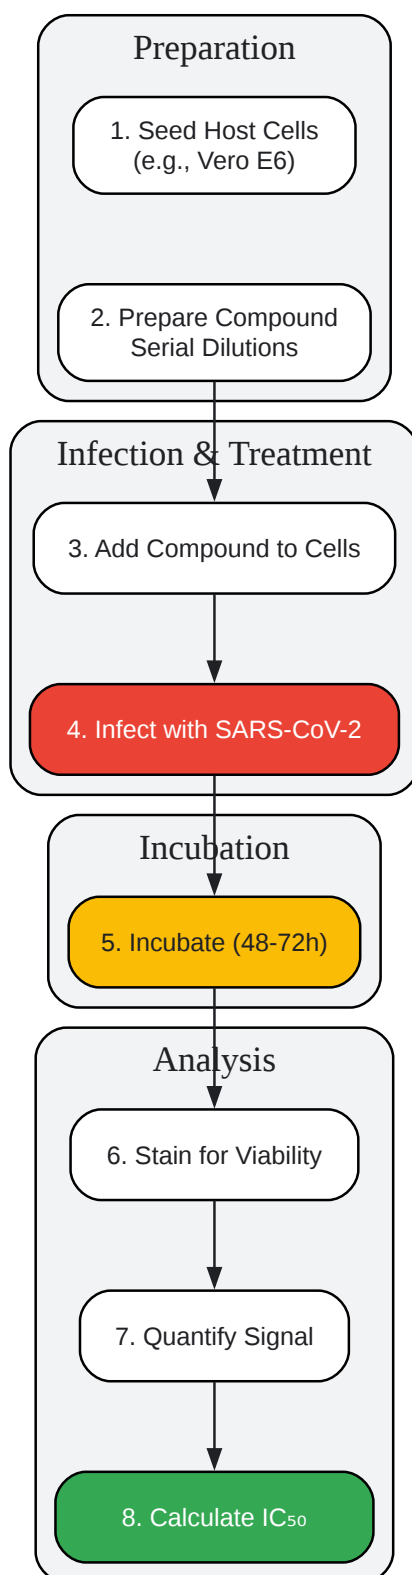 Preparation
1. Seed Host Cells
(e.g., Vero E6)
2. Prepare Compound
Serial Dilutions
Infection & Treatment
3. Add Compound to Cells
4. Infect with SARS-CoV-2
Incubation
5. Incubate (48-72h)
Analysis
6. Stain for Viability
7. Quantify Signal
8. Calculate IC₅₀